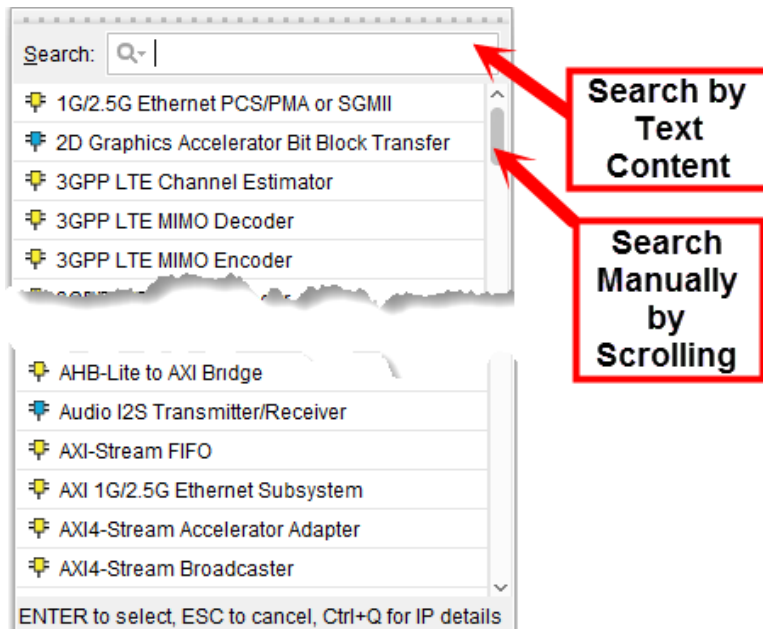 Search:
1G/2.5G Ethernet PCS/PMA or SGMII
2D Graphics Accelerator Bit Block Transfer
3GPP LTE Channel Estimator
3GPP LTE MIMO Decoder
3GPP LTE MIMO Encoder
AHB-Lite to AXI Bridge
Audio I2S Transmitter/Receiver
AXI-Stream FIFO
AXI 1G/2.5G Ethernet Subsystem
AXI4-Stream Accelerator Adapter
AXI4-Stream Broadcaster
ENTER to select, ESC to cancel, Ctrl+Q for IP details
Search by
Text
Content
Search
Manually
by
Scrolling